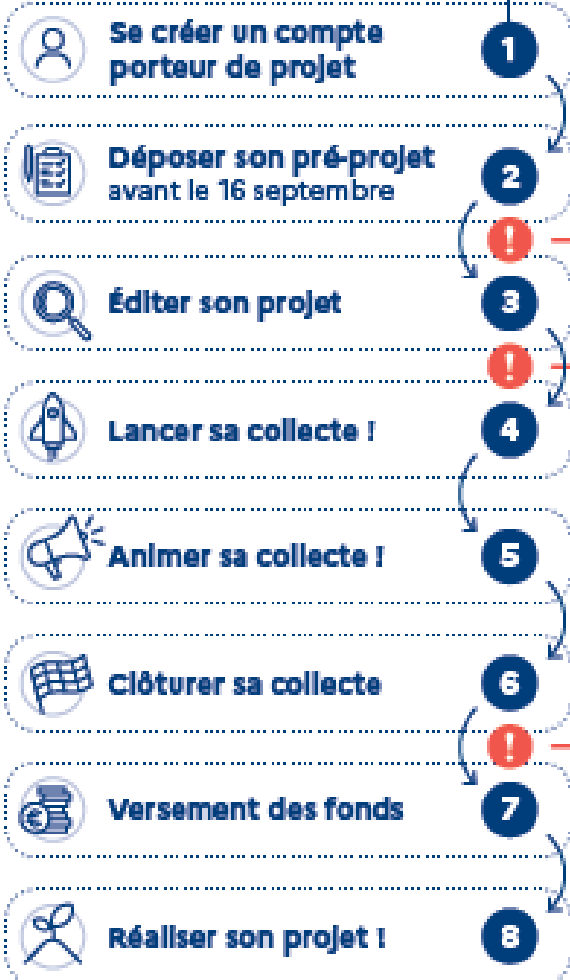 Se créer un compte
porteur de projet
1
Déposer son pré-projet
avant le 16 septembre
2
!
Éditer son projet
3
!
Lancer sa collecte !
4
Animer sa collecte !
5
Clôturer sa collecte
6
!
Versement des fonds
7
€
Réaliser son projet !
8